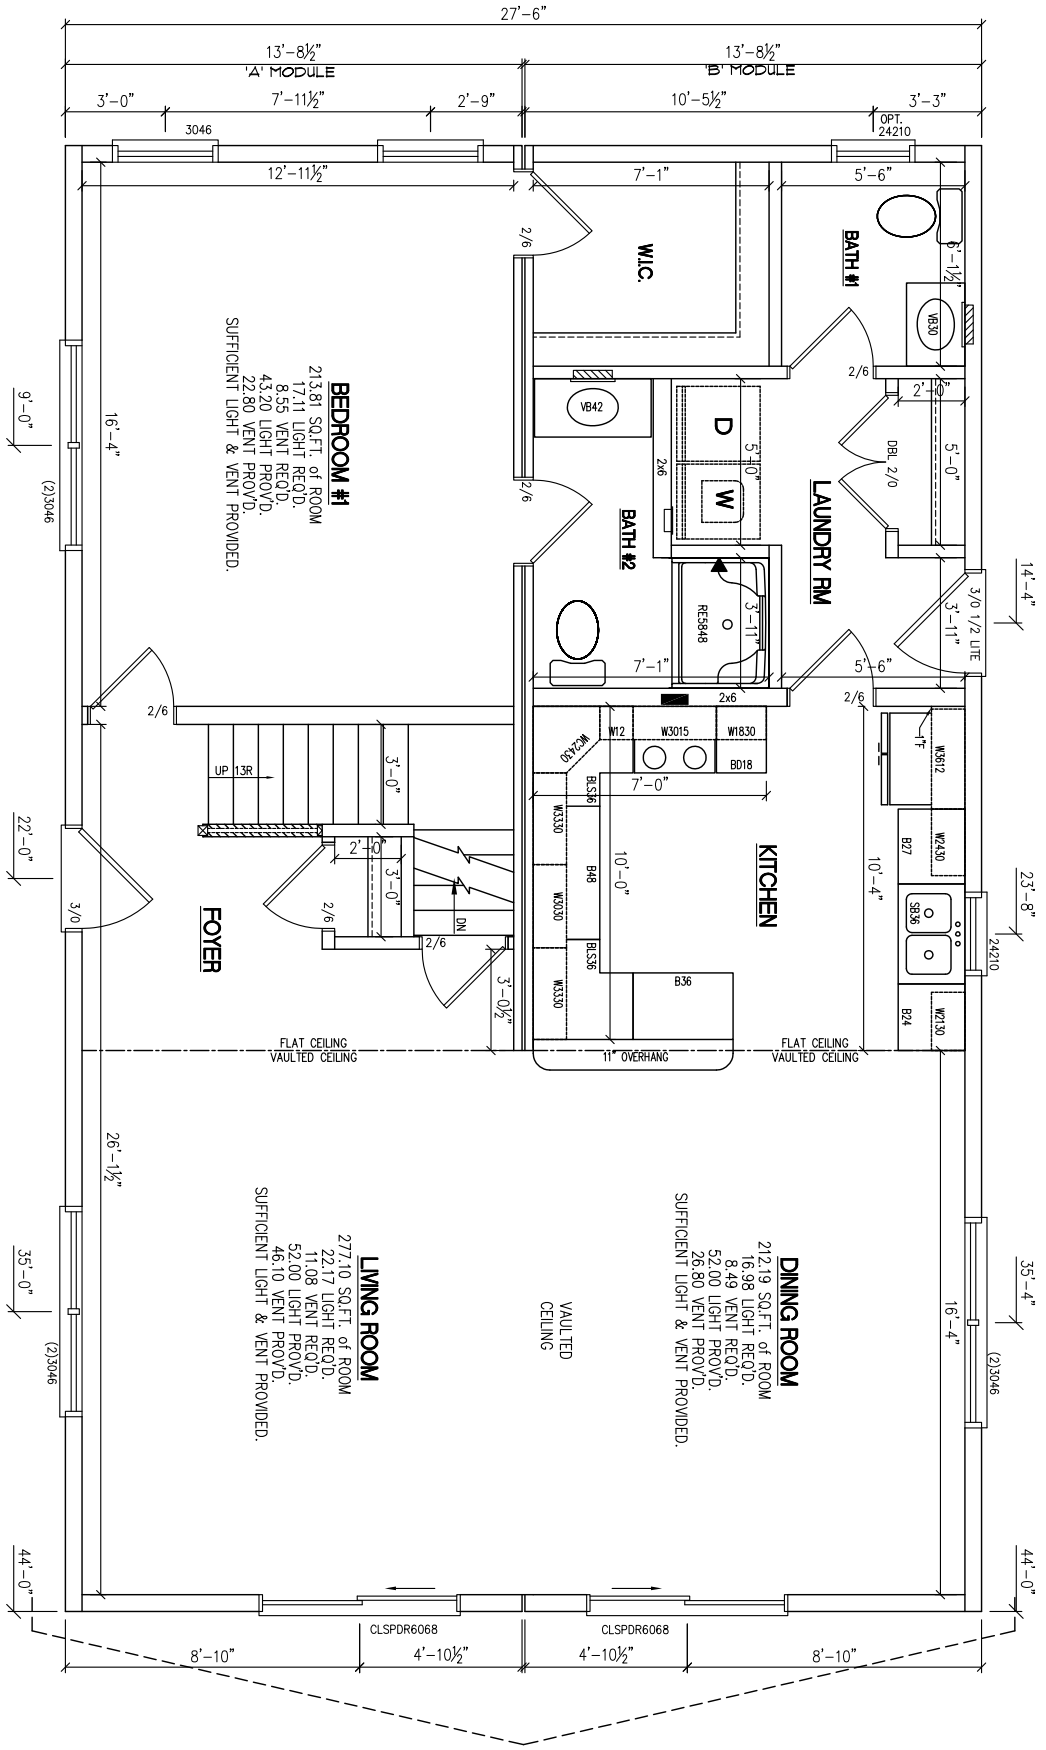 27'-6"
13'-8½"
13'-8½"
'A' MODULE
'B' MODULE
3'-0"
7'-11½"
2'-9"
10'-5½"
3'-3"
3046
OPT.
24210
12'-11½"
7'-1"
5'-6"
2/6
W.I.C.
BATH #1
6'-1½"
VB30
2/6
2'-0"
BEDROOM #1
213.81 SQ.FT. of ROOM
17.11 LIGHT REQ'D.
8.55 VENT REQ'D.
43.20 LIGHT PROV'D.
22.80 VENT PROV'D.
SUFFICIENT LIGHT & VENT PROVIDED.
16'-4"
9'-0"
(2)3046
VB42
2x6
D
W
5'-0"
DBL 2/0
5'-0"
LAUNDRY RM
2/6
BATH #2
RE5848
3'-11"
3'-11"
3/0 1/2 LITE
14'-4"
7'-1"
5'-6"
2x6
2/6
2/6
UP 13R
3'-0"
WC2430
W12
W3015
W1830
BD18
1"F
W3612
7'-0"
BLS36
W3330
B48
W3030
BLS36
W3330
10'-0"
KITCHEN
10'-4"
B27
W2430
SB36
B24
W2130
24210
23'-8"
B36
11" OVERHANG
22'-0"
3/0
FOYER
2'-0"
3'-0"
2/6
DN
2/6
3'-0½"
FLAT CEILING
VAULTED CEILING
FLAT CEILING
VAULTED CEILING
26'-1½"
35'-0"
(2)3046
LIVING ROOM
277.10 SQ.FT. of ROOM
22.17 LIGHT REQ'D.
11.08 VENT REQ'D.
52.00 LIGHT PROV'D.
46.10 VENT PROV'D.
SUFFICIENT LIGHT & VENT PROVIDED.
VAULTED
CEILING
DINING ROOM
212.19 SQ.FT. of ROOM
16.98 LIGHT REQ'D.
8.49 VENT REQ'D.
52.00 LIGHT PROV'D.
26.80 VENT PROV'D.
SUFFICIENT LIGHT & VENT PROVIDED.
16'-4"
35'-4"
(2)3046
44'-0"
44'-0"
CLSPDR6068
CLSPDR6068
8'-10"
4'-10½"
4'-10½"
8'-10"